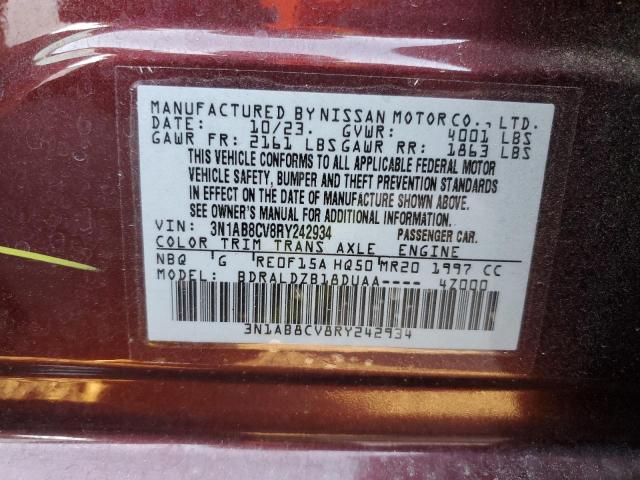 MANUFACTURED BY NISSAN MOTOR CO., LTD.
DATE: 10/23. GVWR: 4001 LBS
GAWR FR: 2161 LBS GAWR RR: 1863 LBS
THIS VEHICLE CONFORMS TO ALL APPLICABLE FEDERAL MOTOR
VEHICLE SAFETY, BUMPER AND THEFT PREVENTION STANDARDS
IN EFFECT ON THE DATE OF MANUFACTURE SHOWN ABOVE.
SEE OWNER'S MANUAL FOR ADDITIONAL INFORMATION.
VIN: 3N1AB8CV8RY242934 PASSENGER CAR.
COLOR TRIM TRANS AXLE ENGINE
NBQ 'G 'RE0F15A HQ50 MR20 1997 CC
MODEL: BDRALDZB18DUAA---- 47000
3N1AB8CV8RY242934